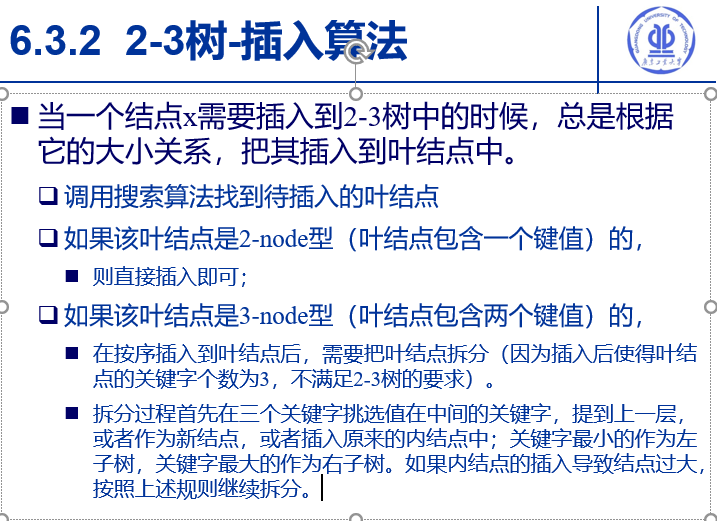 6.3.2 2-3树-插入算法
当一个结点x需要插入到2-3树中的时候，总是根据
它的大小关系，把其插入到叶结点中。
调用搜索算法找到待插入的叶结点
如果该叶结点是2-node型（叶结点包含一个键值）的，
则直接插入即可；
如果该叶结点是3-node型（叶结点包含两个键值）的，
在按序插入到叶结点后，需要把叶结点拆分（因为插入后使得叶结
点的关键字个数为3，不满足2-3树的要求）。
拆分过程首先在三个关键字挑选值在中间的关键字，提到上一层，
或者作为新结点，或者插入原来的内结点中；关键字最小的作为左
子树，关键字最大的作为右子树。如果内结点的插入导致结点过大，
按照上述规则继续拆分。